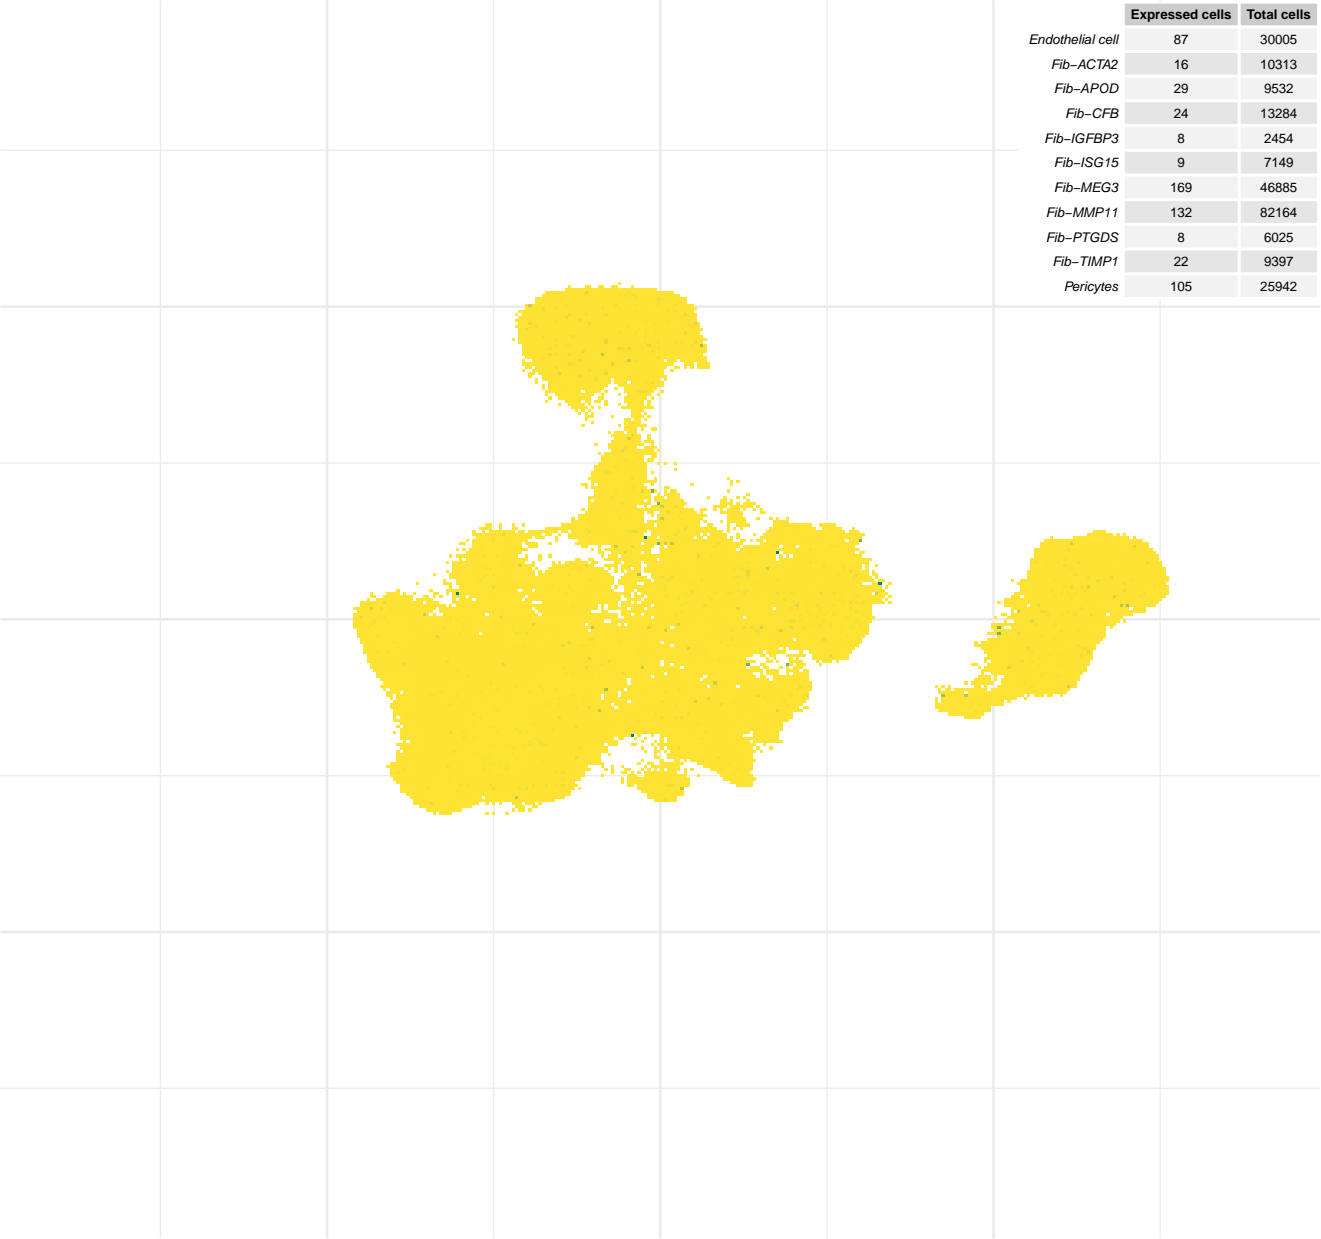 Expressed cells Total cells
Endothelial cell 87 30005
Fib−ACTA2 16 10313
Fib−APOD 29 9532
Fib−CFB 24 13284
Fib−IGFBP3 8 2454
Fib−ISG15 9 7149
Fib−MEG3 169 46885
Fib−MMP11 132 82164
Fib−PTGDS 8 6025
Fib−TIMP1 22 9397
Pericytes 105 25942